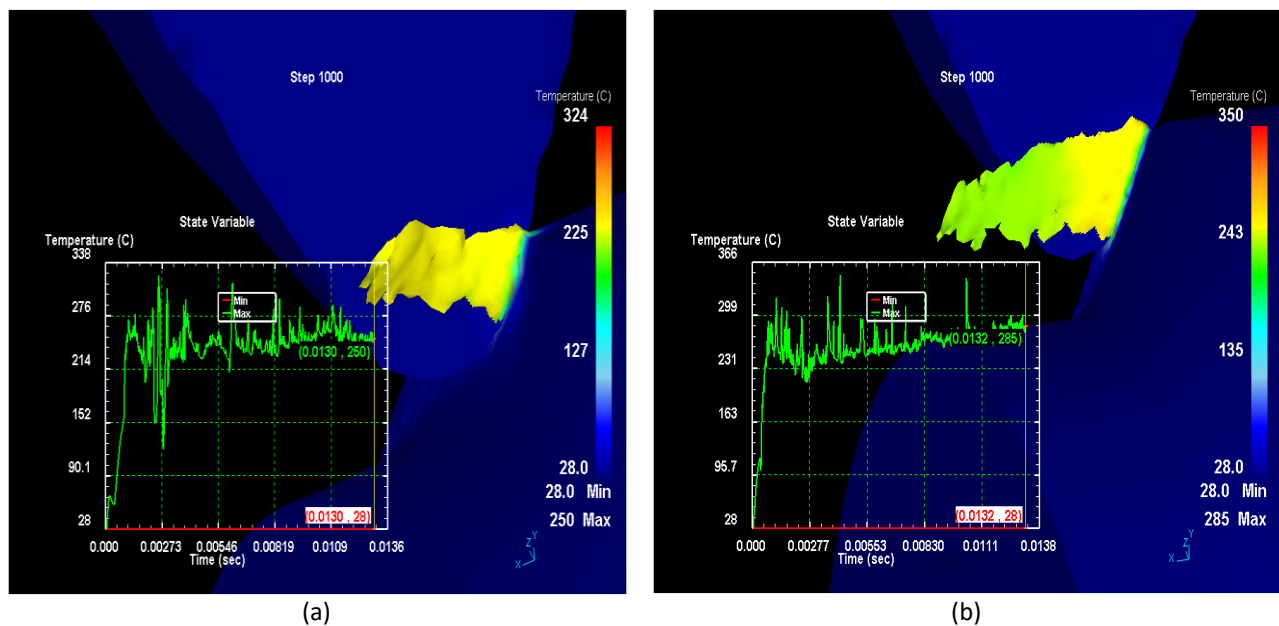 Step 1000
Temperature (C)
324
225
127
28.0
28.0 Min
250 Max
State Variable
Temperature (C)
338
276
214
152
90.1
28
Min
Max
(0.0130 , 250)
(0.0130 , 28)
0.000 0.00273 0.00546 0.00819 0.0109 0.0136
Time (sec)
Z Y
X
(a)
Step 1000
Temperature (C)
350
243
135
28.0
28.0 Min
285 Max
State Variable
Temperature (C)
366
299
231
163
95.7
28
Min
Max
(0.0132 , 285)
(0.0132 , 28)
0.000 0.00277 0.00553 0.00830 0.0111 0.0138
Time (sec)
Z Y
X
(b)